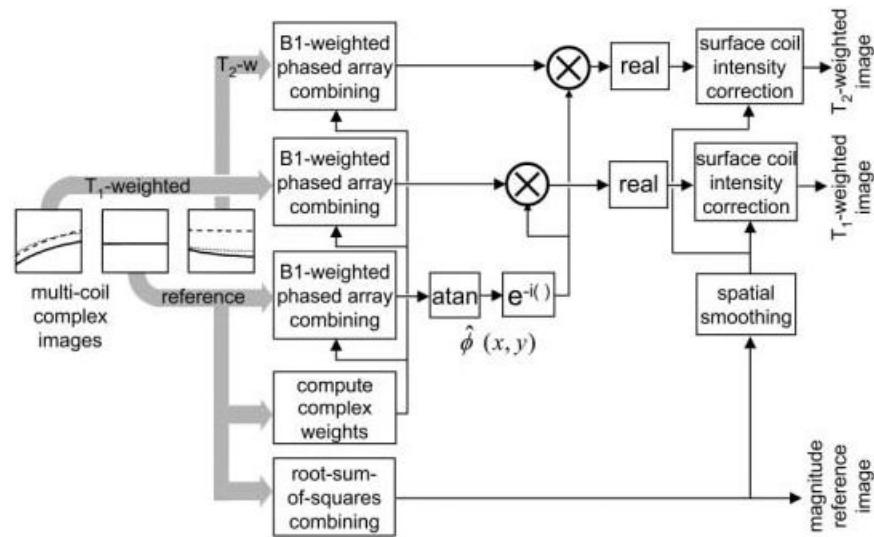 T₂-w
B1-weighted
phased array
combining
real
surface coil
intensity
correction
T₂-weighted
image
T₁-weighted
B1-weighted
phased array
combining
real
surface coil
intensity
correction
T₁-weighted
image
multi-coil
complex
images
reference
B1-weighted
phased array
combining
atan
e⁻ⁱ⁽ ⁾
ϕ̂ (x, y)
spatial
smoothing
compute
complex
weights
root-sum-
of-squares
combining
magnitude
reference
image